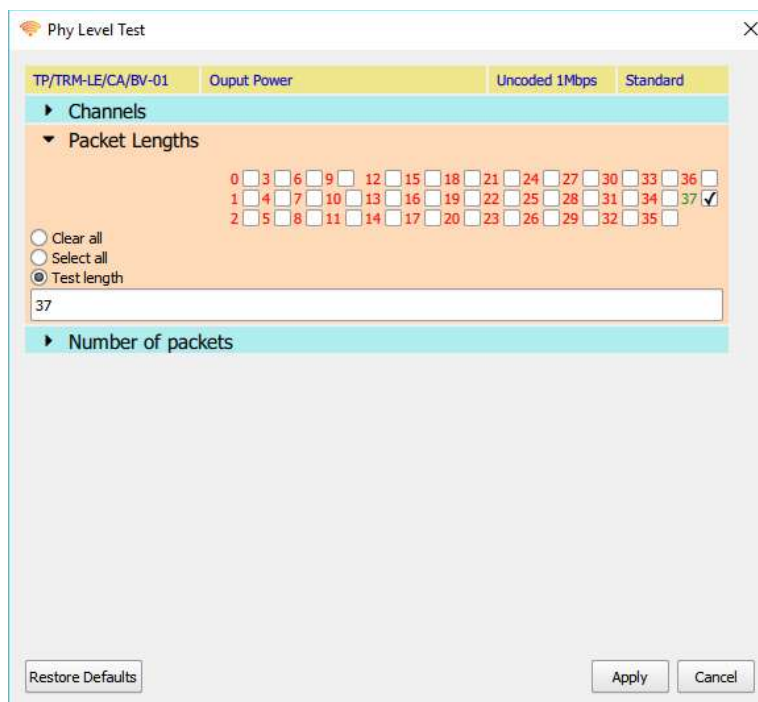 Phy Level Test
TP/TRM-LE/CA/BV-01 Ouput Power Uncoded 1Mbps Standard
Channels
Packet Lengths
0 3 6 9 12 15 18 21 24 27 30 33 36
1 4 7 10 13 16 19 22 25 28 31 34 37
2 5 8 11 14 17 20 23 26 29 32 35
Clear all
Select all
Test length
37
Number of packets
Restore Defaults Apply Cancel